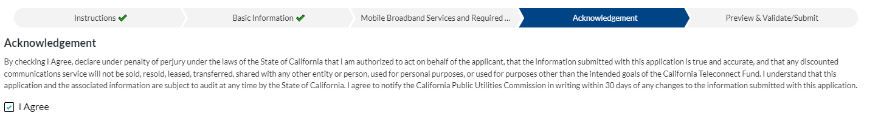 Instructions
Basic Information
Mobile Broadband Services and Required ...
Acknowledgement
Preview & Validate/Submit
Acknowledgement
By checking I Agree, declare under penalty of perjury under the laws of the State of California that I am authorized to act on behalf of the applicant, that the information submitted with this application is true and accurate, and that any discounted
communications service will not be sold, resold, leased, transferred, shared with any other entity or person, used for personal purposes, or used for purposes other than the intended goals of the California Teleconnect Fund. I understand that this
application and the associated information are subject to audit at any time by the State of California. I agree to notify the California Public Utilities Commission in writing within 30 days of any changes to the information submitted with this application.
I Agree